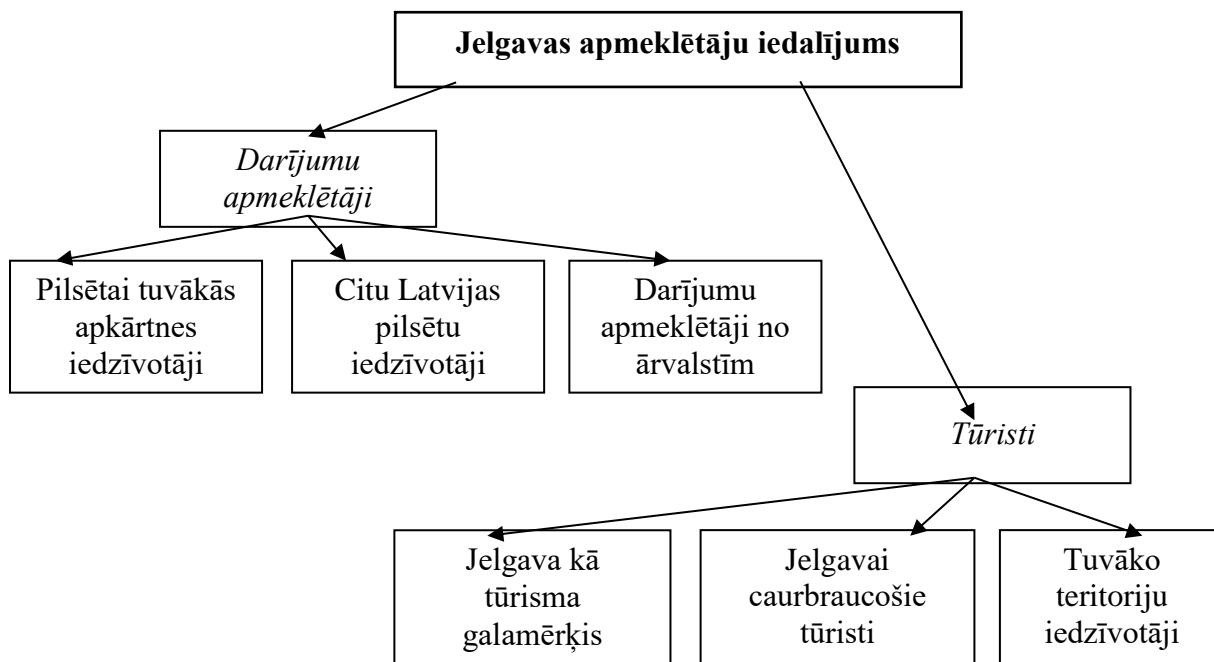 Jelgavas apmeklētāju iedalījums
Darījumu
apmeklētāji
Pilsētai tuvākās
apkārtnes
iedzīvotāji
Citu Latvijas
pilsētu
iedzīvotāji
Darījumu
apmeklētāji no
ārvalstīm
Tūristi
Jelgava kā
tūrisma
galamērķis
Jelgavai
caurbraucošie
tūristi
Tuvāko
teritoriju
iedzīvotāji